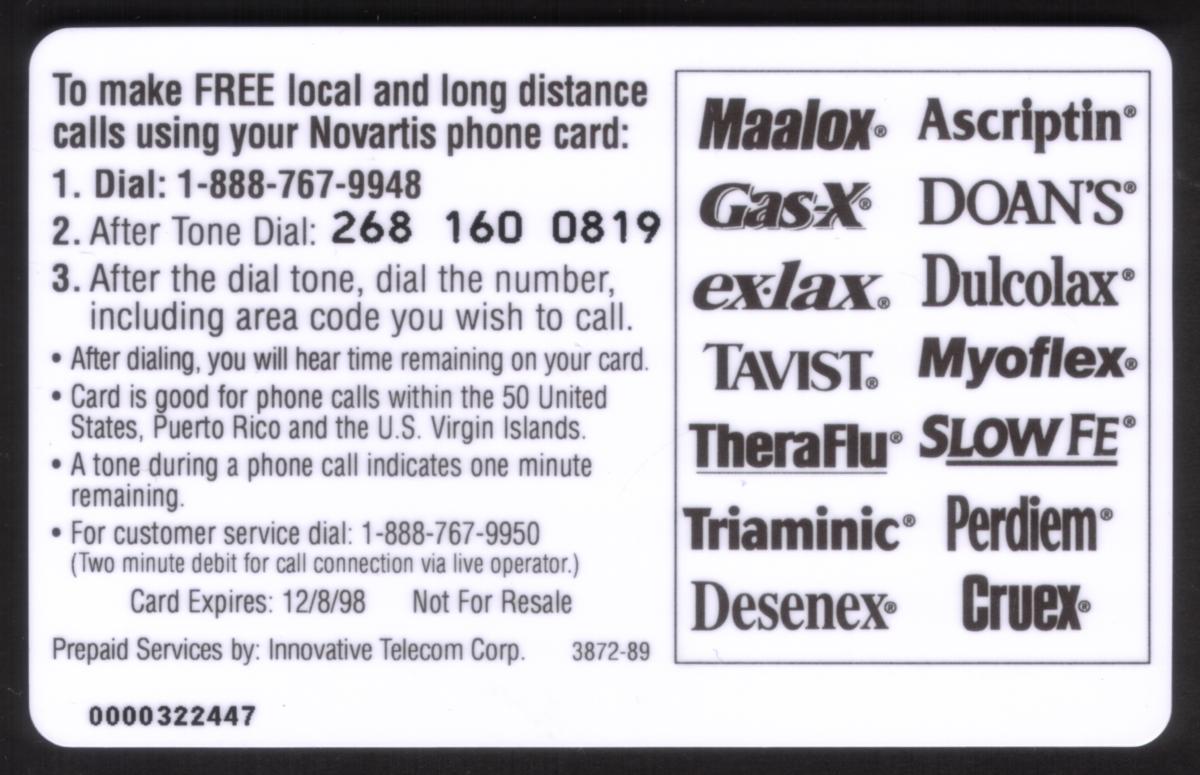 To make FREE local and long distance
calls using your Novartis phone card:
1. Dial: 1-888-767-9948
2. After Tone Dial: 268 160 0819
3. After the dial tone, dial the number,
including area code you wish to call.
• After dialing, you will hear time remaining on your card.
• Card is good for phone calls within the 50 United
States, Puerto Rico and the U.S. Virgin Islands.
• A tone during a phone call indicates one minute
remaining.
• For customer service dial: 1-888-767-9950
(Two minute debit for call connection via live operator.)
Card Expires: 12/8/98 Not For Resale
Prepaid Services by: Innovative Telecom Corp. 3872-89
0000322447
Maalox® Ascriptin®
Gas-X® DOAN'S®
ex·lax® Dulcolax®
TAVIST® Myoflex®
TheraFlu® SLOW FE®
Triaminic® Perdiem®
Desenex® Cruex®